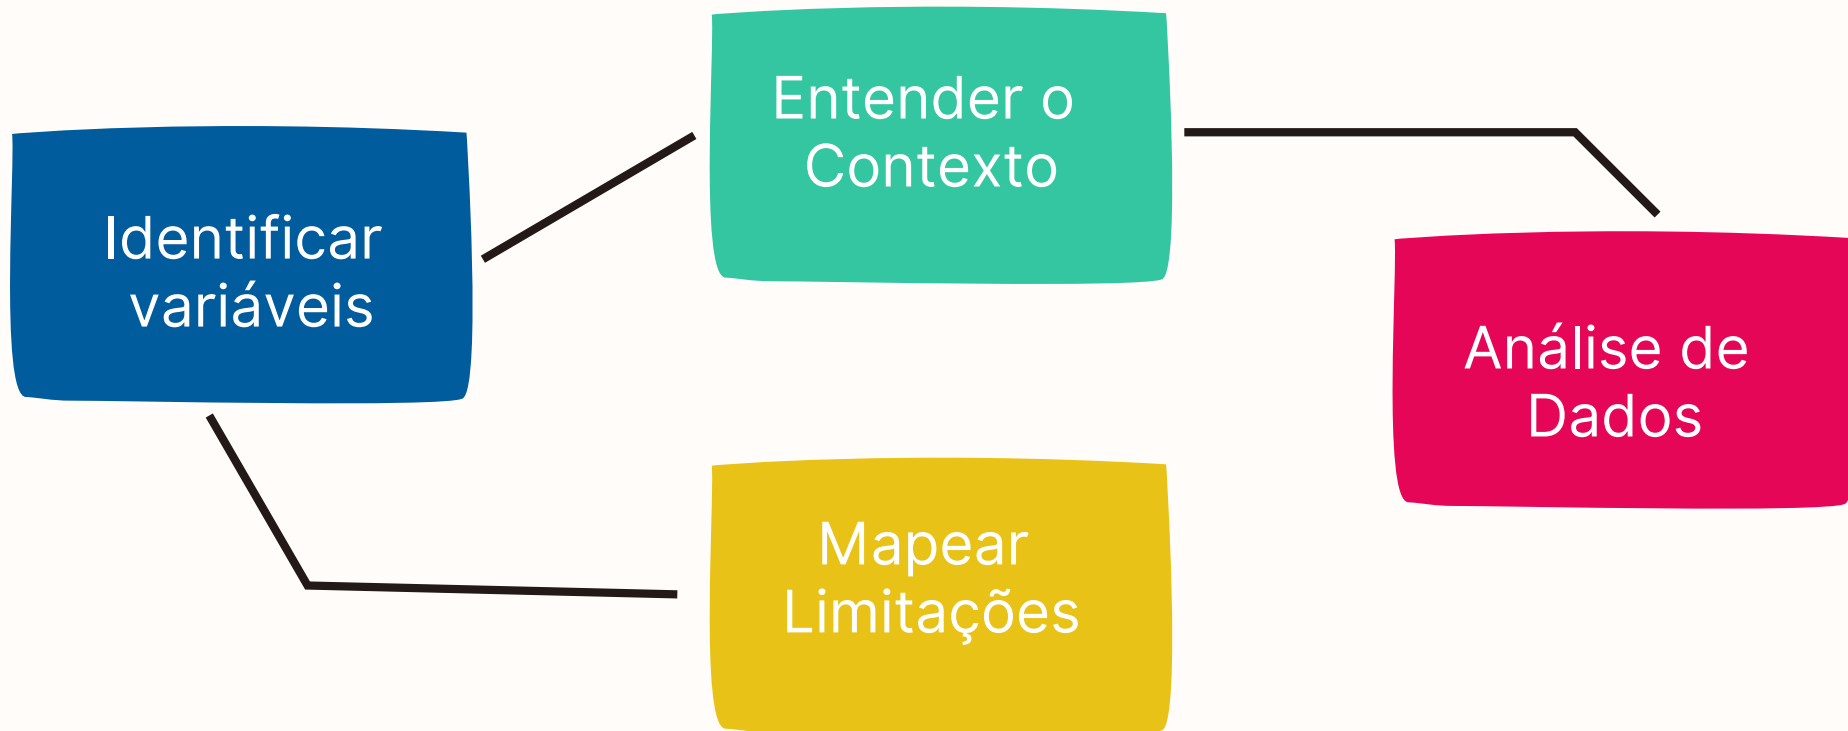 Identificar
variáveis
Entender o
Contexto
Mapear
Limitações
Análise de
Dados